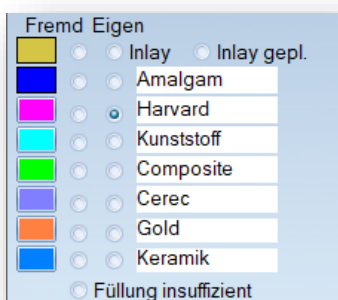 Fremd Eigen
Inlay Inlay gepl.
Amalgam
Harvard
Kunststoff
Composite
Cerec
Gold
Keramik
Füllung insuffizient